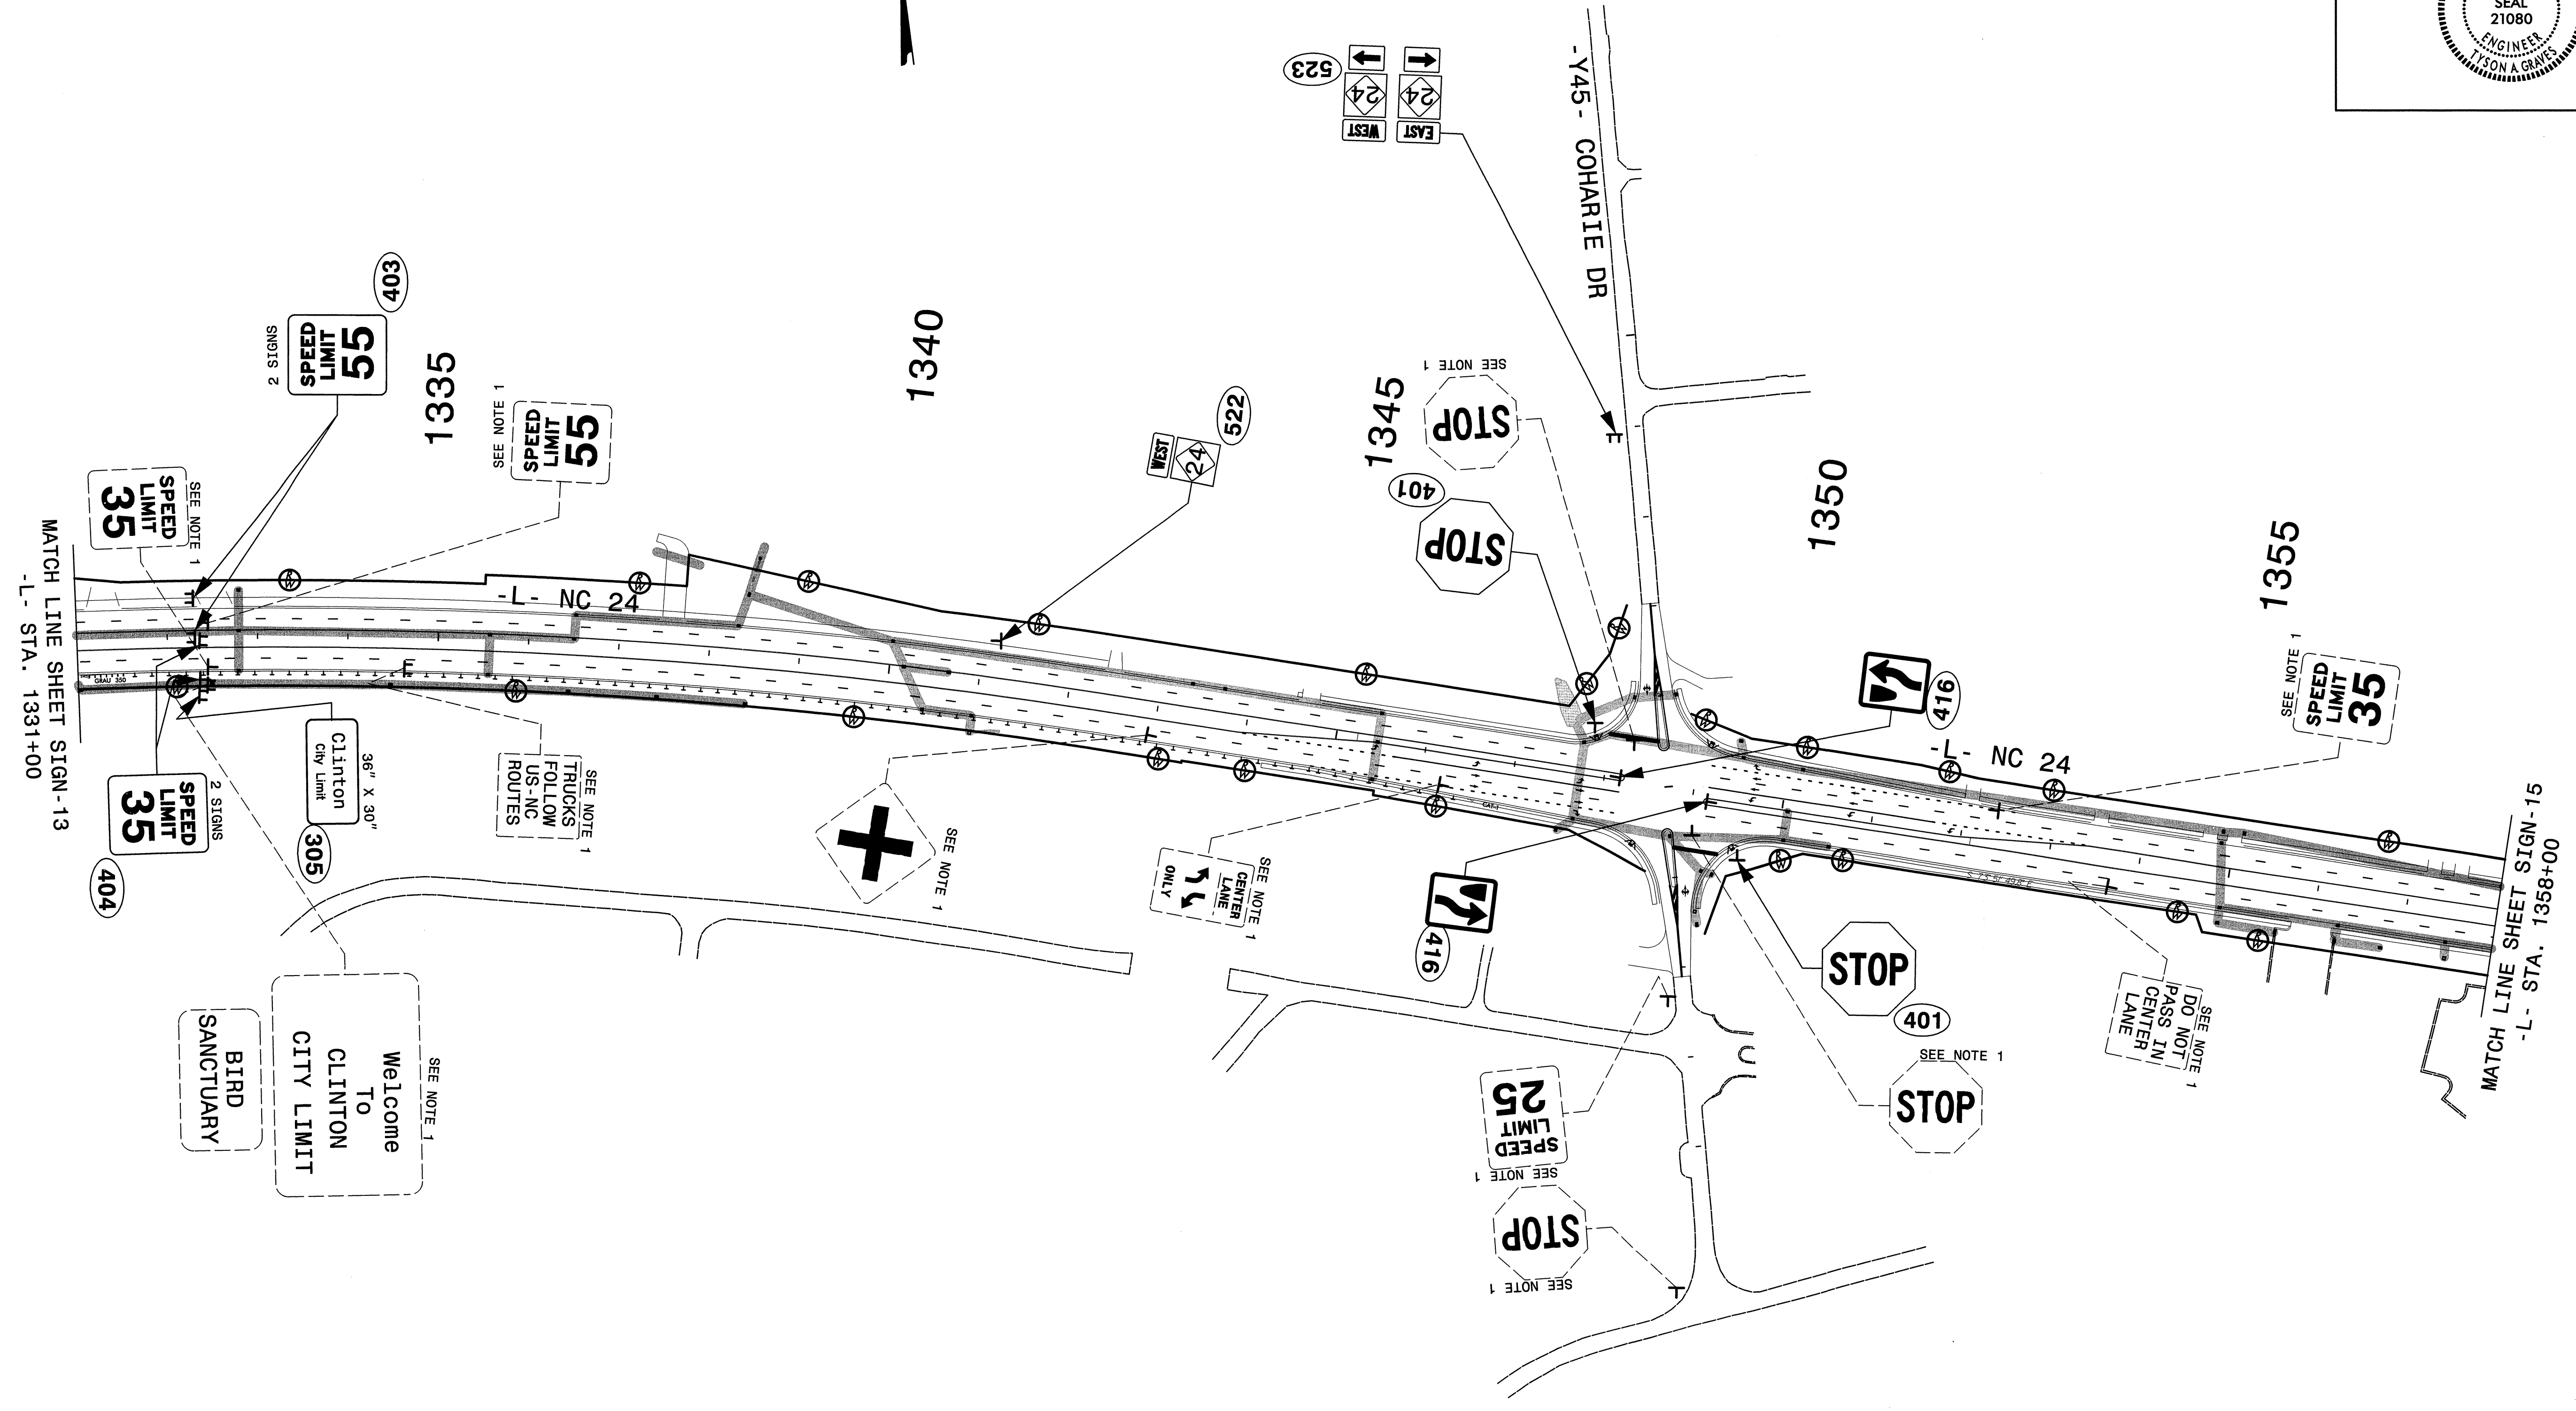 SEAL
21080
ENGINEER
TYSON A GRAVES
523
24
WEST
24
EAST
-Y45- COHARIE DR
403
2 SIGNS
SPEED
LIMIT
55
1335
1340
1345
1350
1355
SEE NOTE 1
SPEED
LIMIT
55
SEE NOTE 1
SPEED
LIMIT
35
WEST
24
522
SEE NOTE 1
STOP
401
STOP
MATCH LINE SHEET SIGN-13
-L- STA. 1331+00
-L- NC 24
GRAU 350
416
-L- NC 24
SEE NOTE 1
SPEED
LIMIT
35
MATCH LINE SHEET SIGN-15
-L- STA. 1358+00
2 SIGNS
SPEED
LIMIT
35
404
36" X 30"
Clinton
City Limit
305
SEE NOTE 1
TRUCKS
FOLLOW
US-NC
ROUTES
SEE NOTE 1
SEE NOTE 1
CENTER
LANE
ONLY
CAT-1
416
STOP
401
SEE NOTE 1
STOP
SEE NOTE 1
DO NOT
PASS IN
CENTER
LANE
SPEED
LIMIT
25
SEE NOTE 1
STOP
SEE NOTE 1
SEE NOTE 1
Welcome
To
CLINTON
CITY LIMIT
BIRD
SANCTUARY